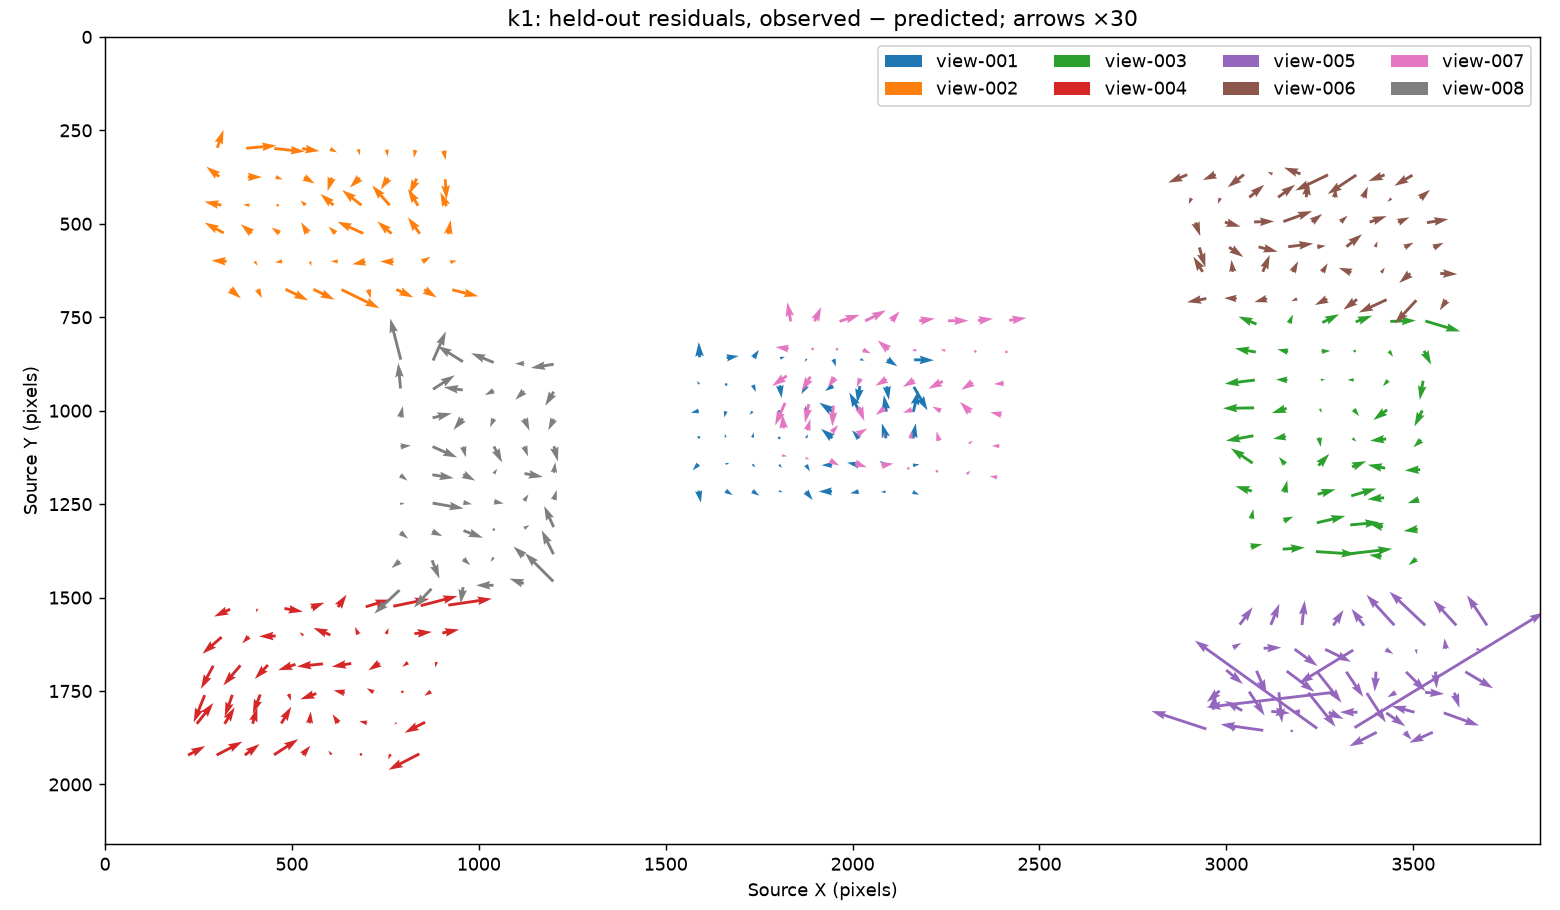 k1: held-out residuals, observed − predicted; arrows ×30
view-001 view-003 view-005 view-007
view-002 view-004 view-006 view-008
0
250
500
750
1000
1250
1500
1750
2000
Source Y (pixels)
0 500 1000 1500 2000 2500 3000 3500
Source X (pixels)